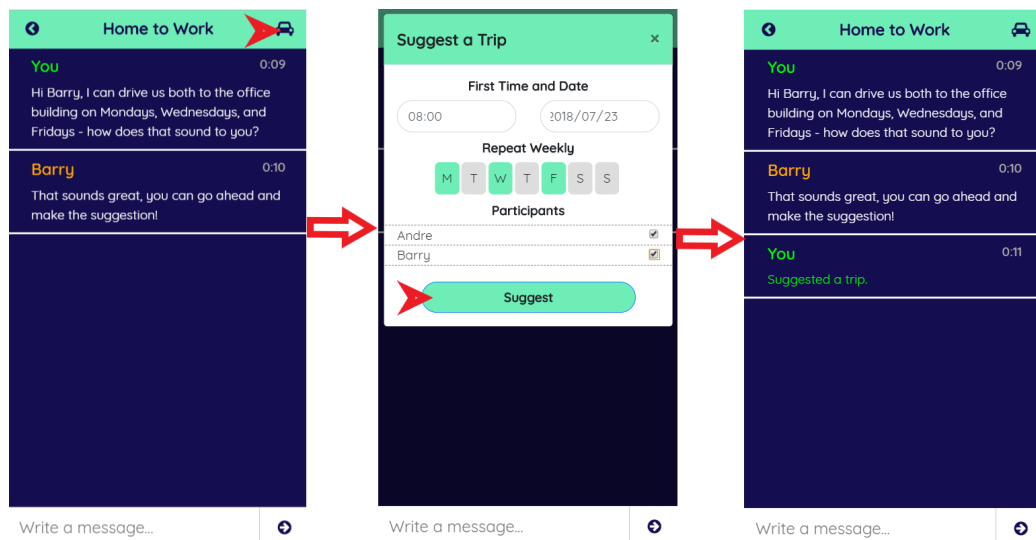 Home to Work
You 0:09
Hi Barry, I can drive us both to the office
building on Mondays, Wednesdays, and
Fridays - how does that sound to you?
Barry 0:10
That sounds great, you can go ahead and
make the suggestion!
Write a message...
Suggest a Trip ×
First Time and Date
08:00 2018/07/23
Repeat Weekly
M T W T F S S
Participants
Andre
Barry
Suggest
Write a message...
Home to Work
You 0:09
Hi Barry, I can drive us both to the office
building on Mondays, Wednesdays, and
Fridays - how does that sound to you?
Barry 0:10
That sounds great, you can go ahead and
make the suggestion!
You 0:11
Suggested a trip.
Write a message...